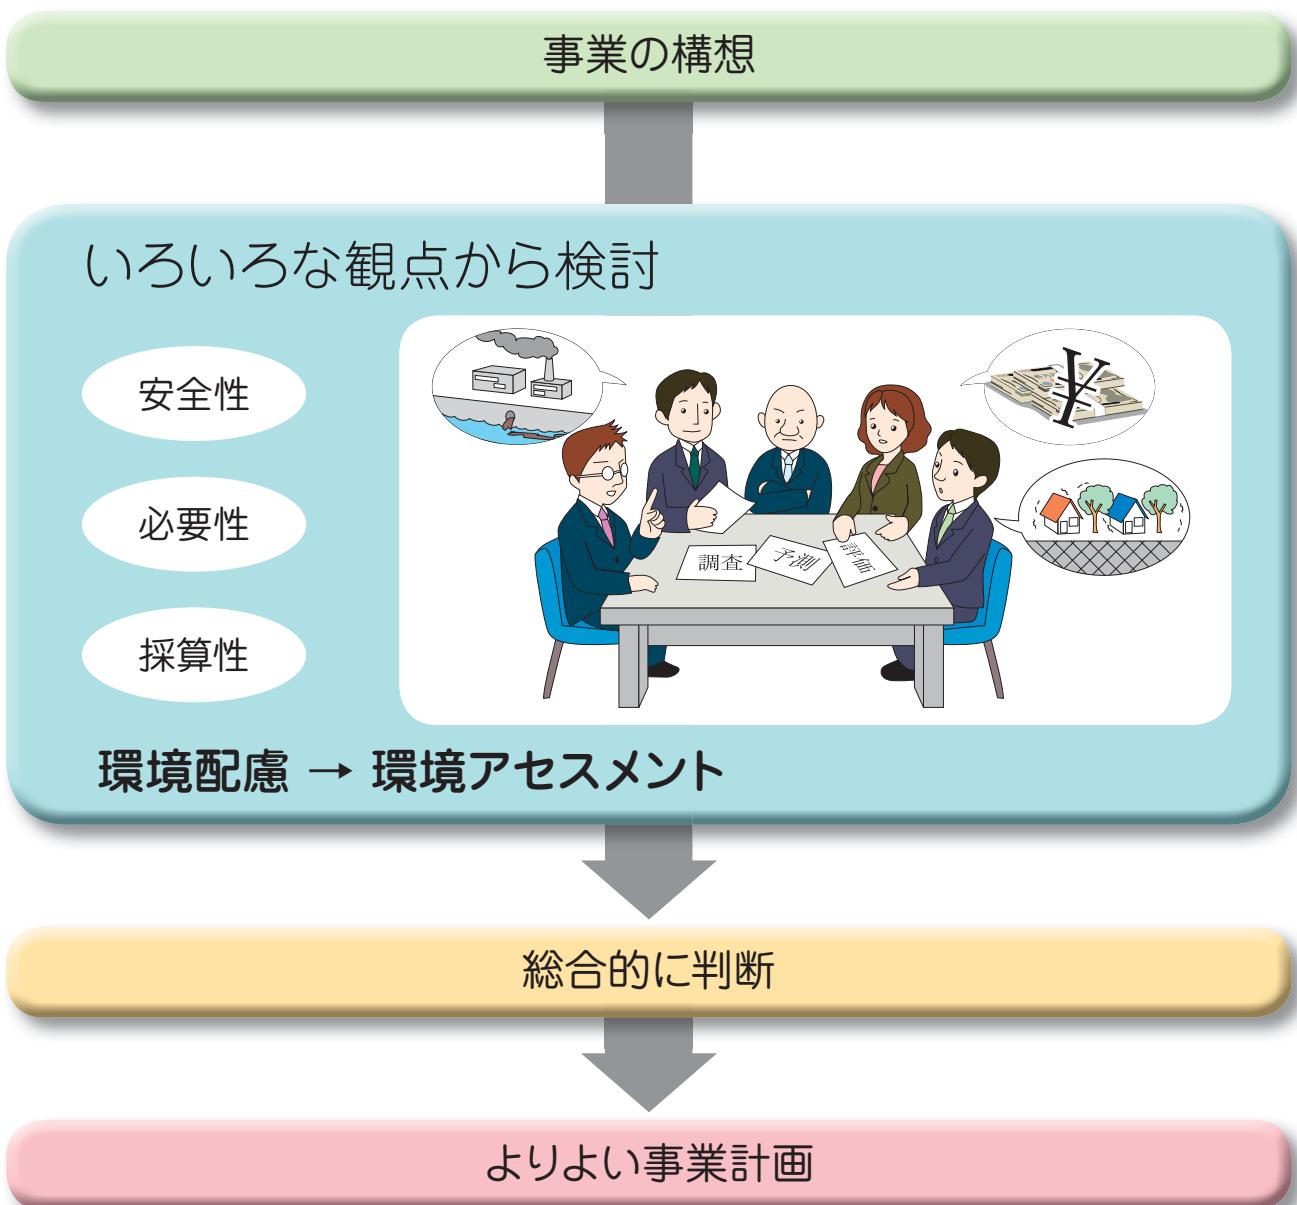 事業の構想
いろいろな観点から検討
安全性
必要性
採算性
¥
調査
予測
評価
環境配慮 → 環境アセスメント
総合的に判断
よりよい事業計画